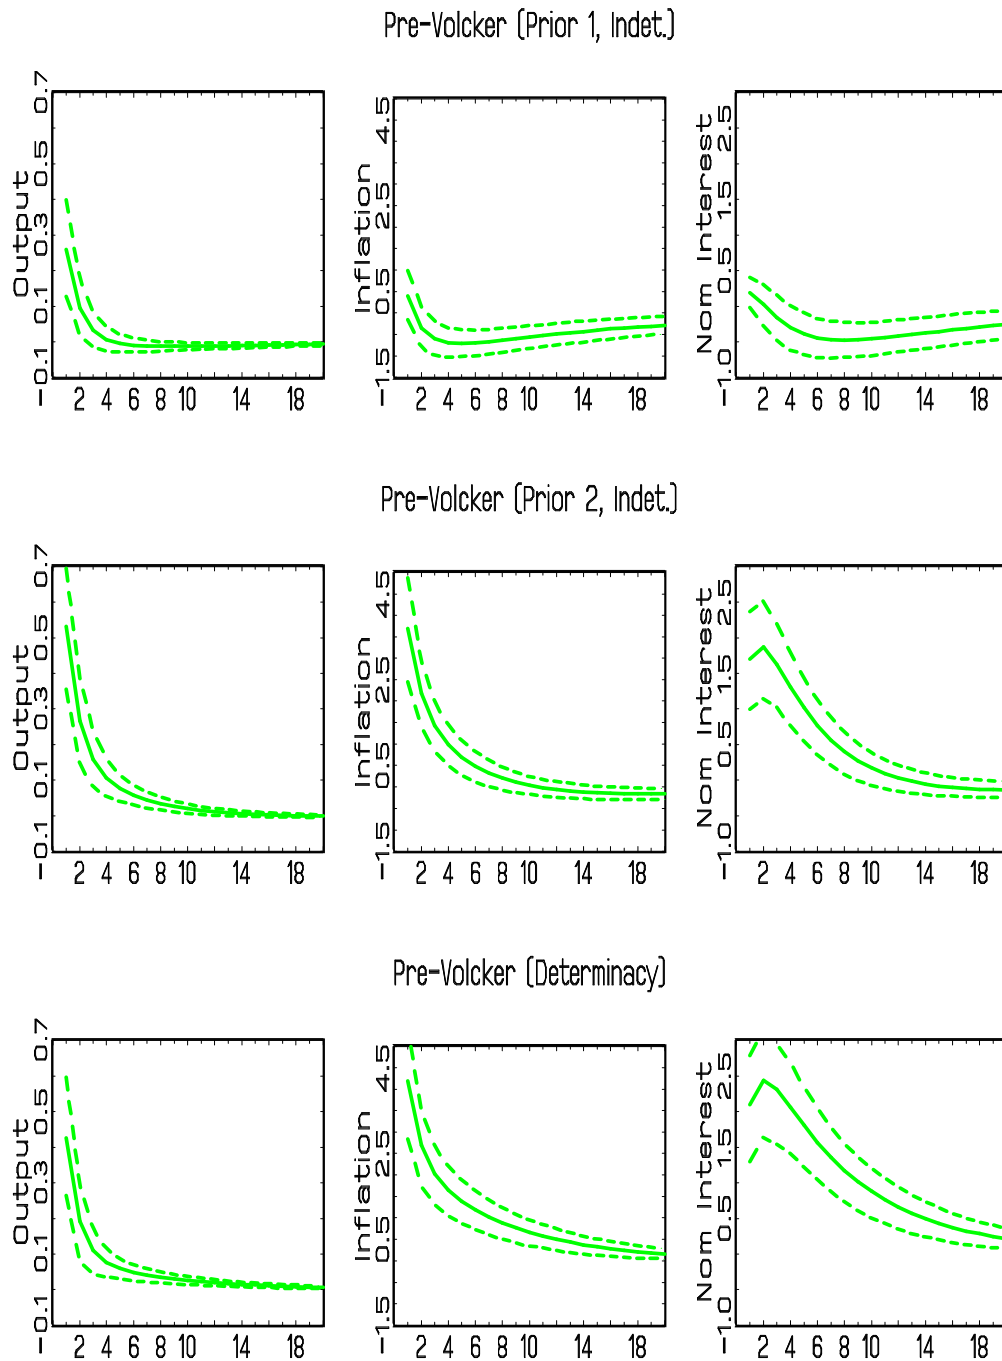 Pre-Volcker (Prior 1, Indet.)
Output
-0.1 0.1 0.3 0.5 0.7
2 4 6 8 10 14 18
Inflation
-1.5 0.5 2.5 4.5
2 4 6 8 10 14 18
Nom Interest
-1.0 0.5 1.5 2.5
2 4 6 8 10 14 18
Pre-Volcker (Prior 2, Indet.)
Output
-0.1 0.1 0.3 0.5 0.7
2 4 6 8 10 14 18
Inflation
-1.5 0.5 2.5 4.5
2 4 6 8 10 14 18
Nom Interest
-1.0 0.5 1.5 2.5
2 4 6 8 10 14 18
Pre-Volcker (Determinacy)
Output
-0.1 0.1 0.3 0.5 0.7
2 4 6 8 10 14 18
Inflation
-1.5 0.5 2.5 4.5
2 4 6 8 10 14 18
Nom Interest
-1.0 0.5 1.5 2.5
2 4 6 8 10 14 18